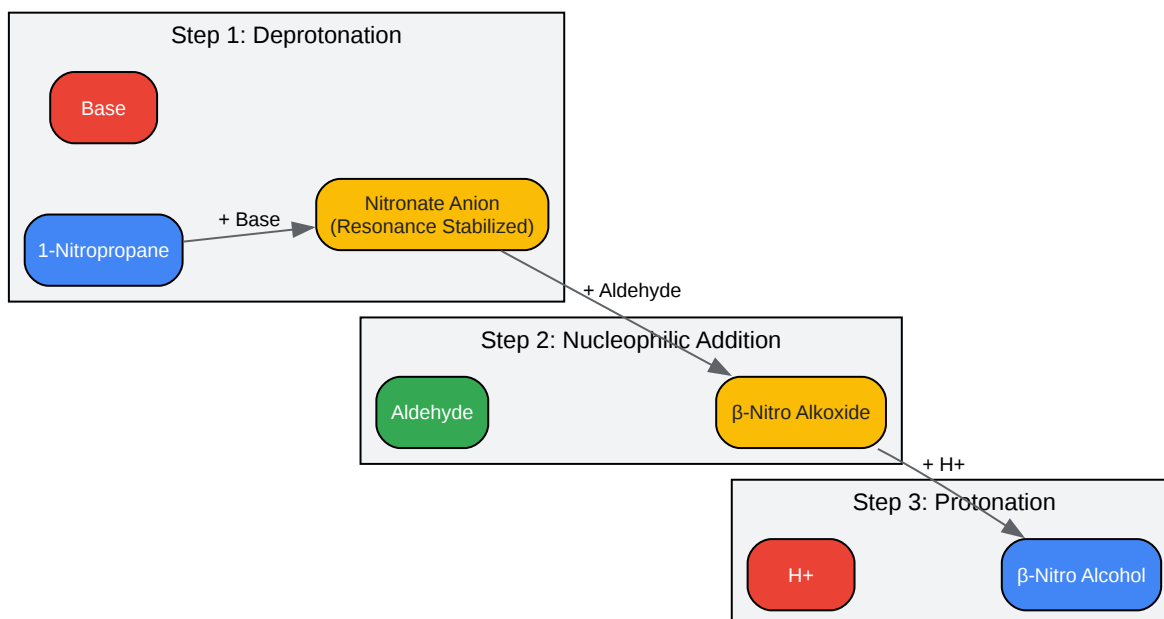 Step 1: Deprotonation
Base
1-Nitropropane
+ Base
Nitronate Anion
(Resonance Stabilized)
+ Aldehyde
Step 2: Nucleophilic Addition
Aldehyde
β-Nitro Alkoxide
+ H+
Step 3: Protonation
H+
β-Nitro Alcohol